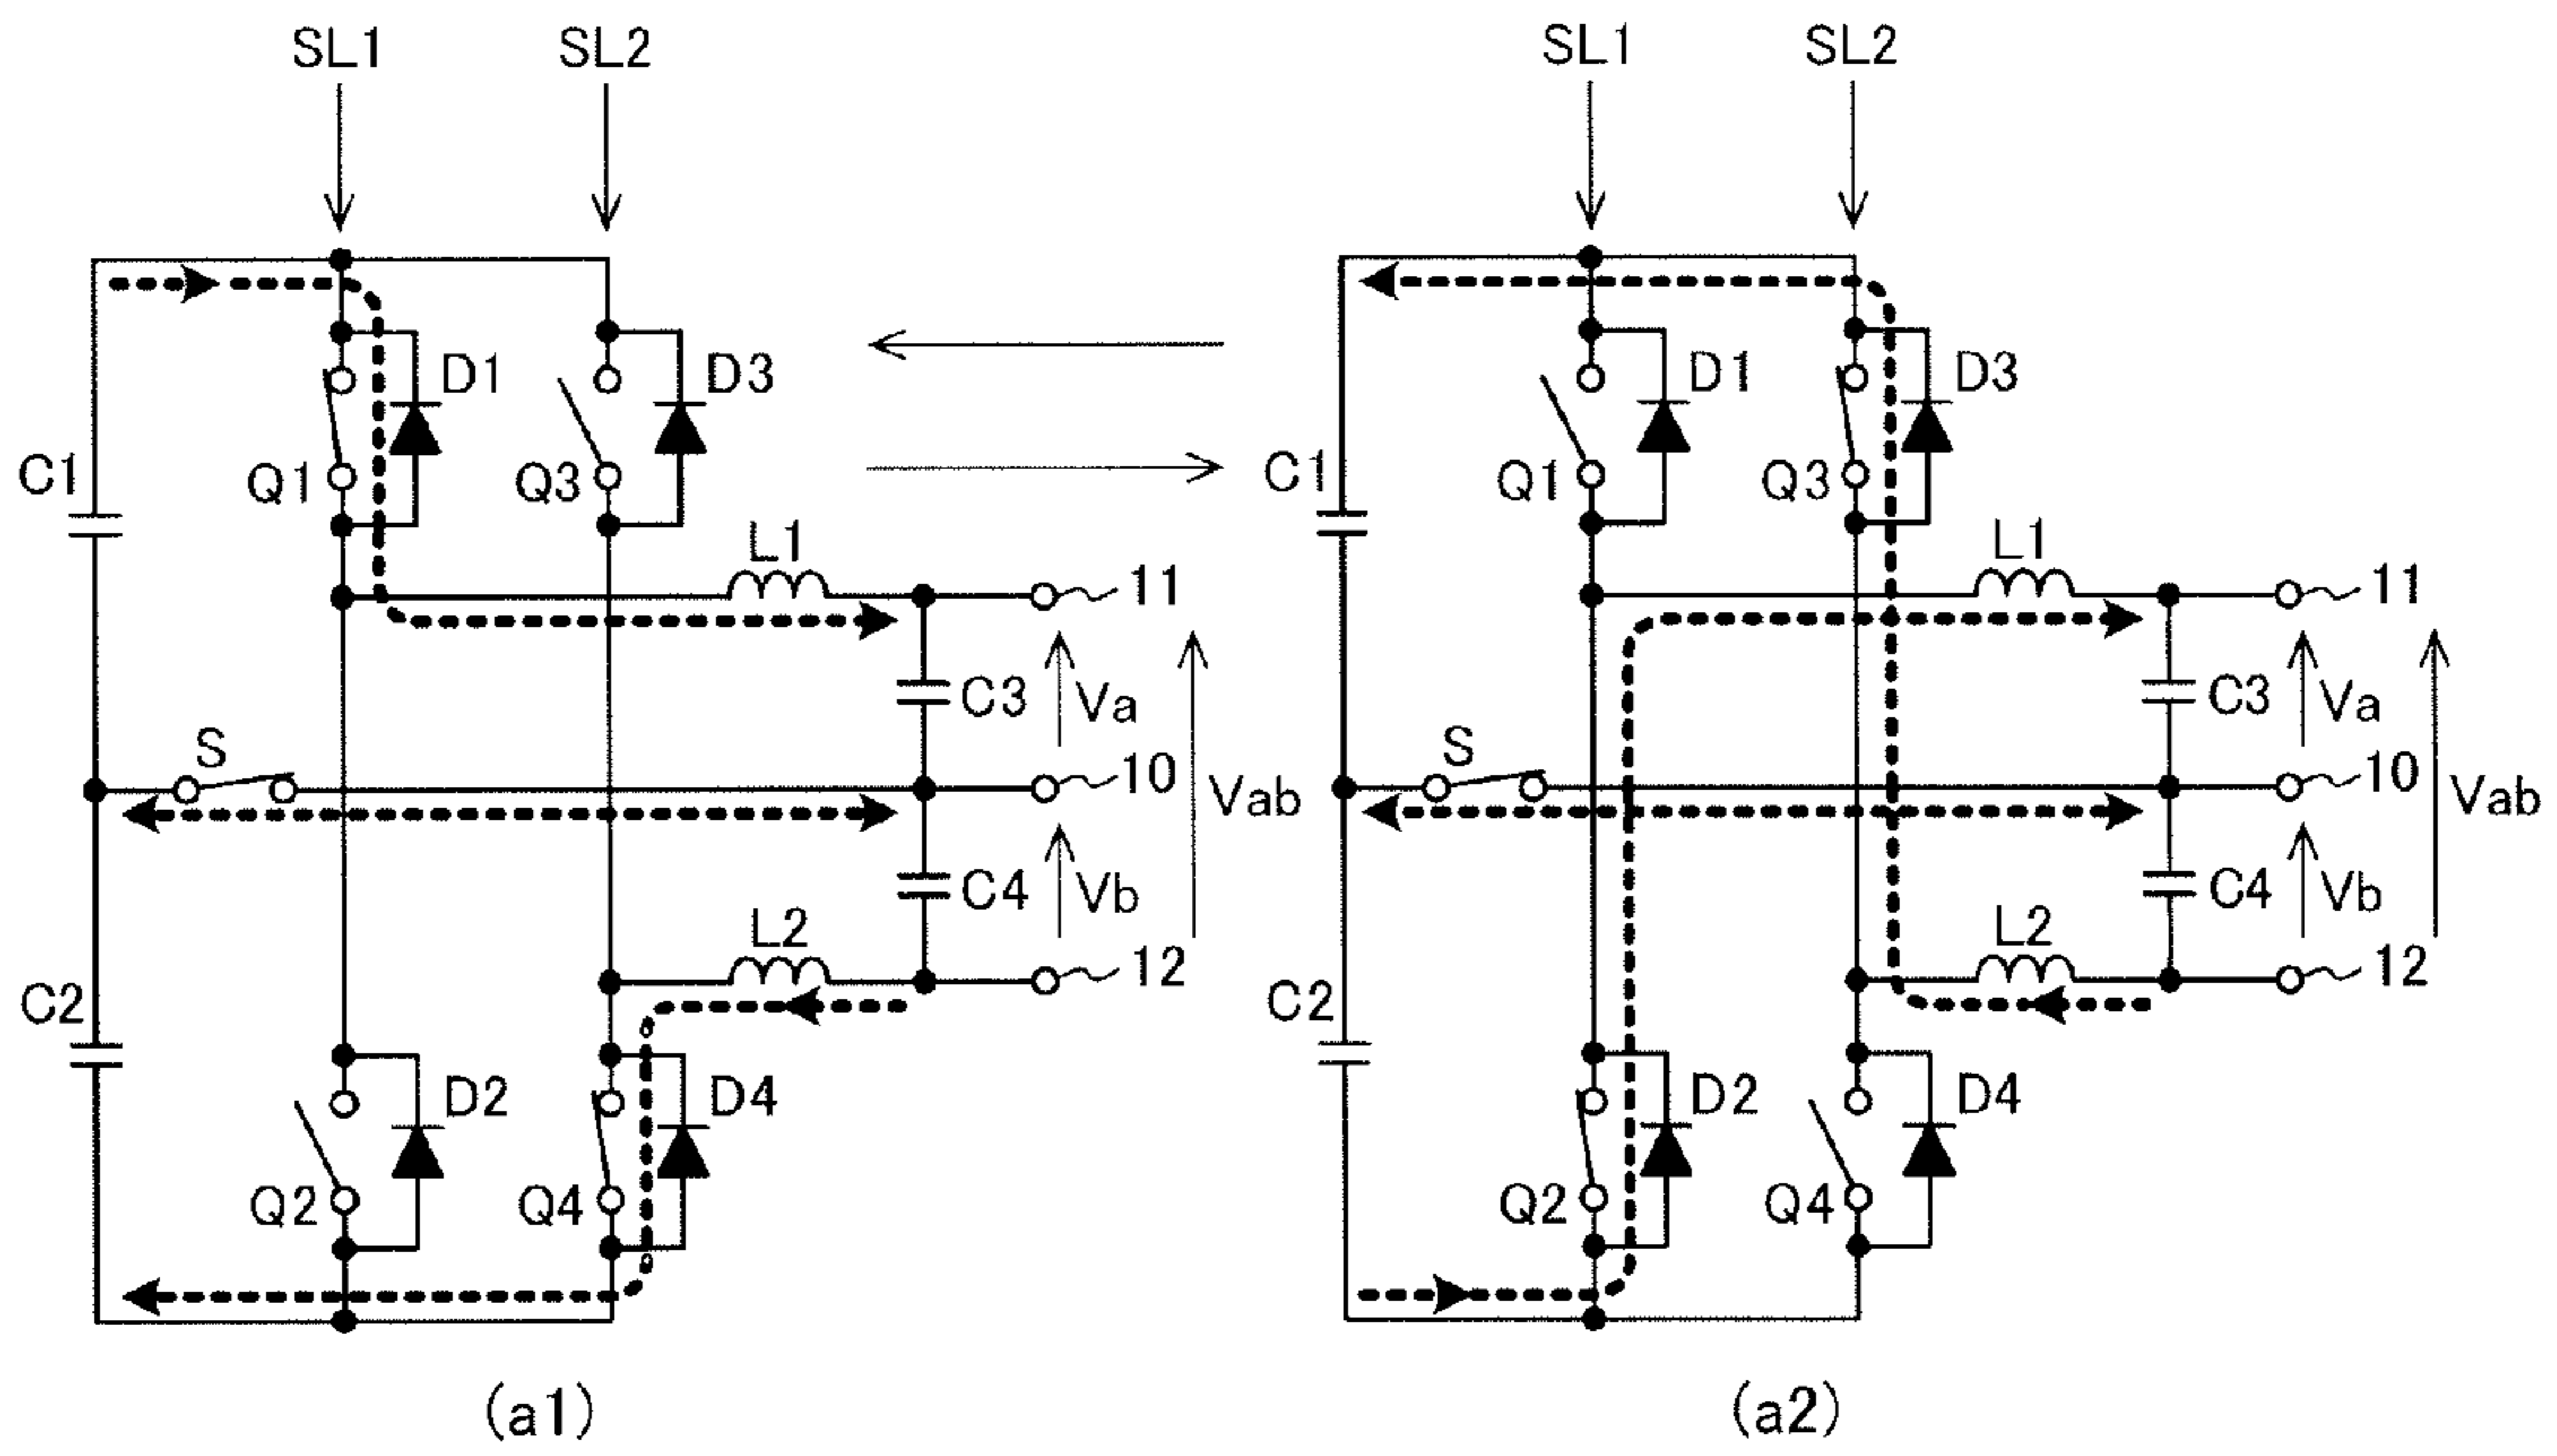 SL1 SL2 SL1 SL2
D1 D3 D1 D3
C1 Q1 Q3 C1 Q1 Q3
L1 11 L1 11
C3 Va C3 Va
S 10 Vab S 10 Vab
C4 Vb C4 Vb
L2 12 L2 12
C2 C2
D2 D4 D2 D4
Q2 Q4 Q2 Q4
(a1) (a2)